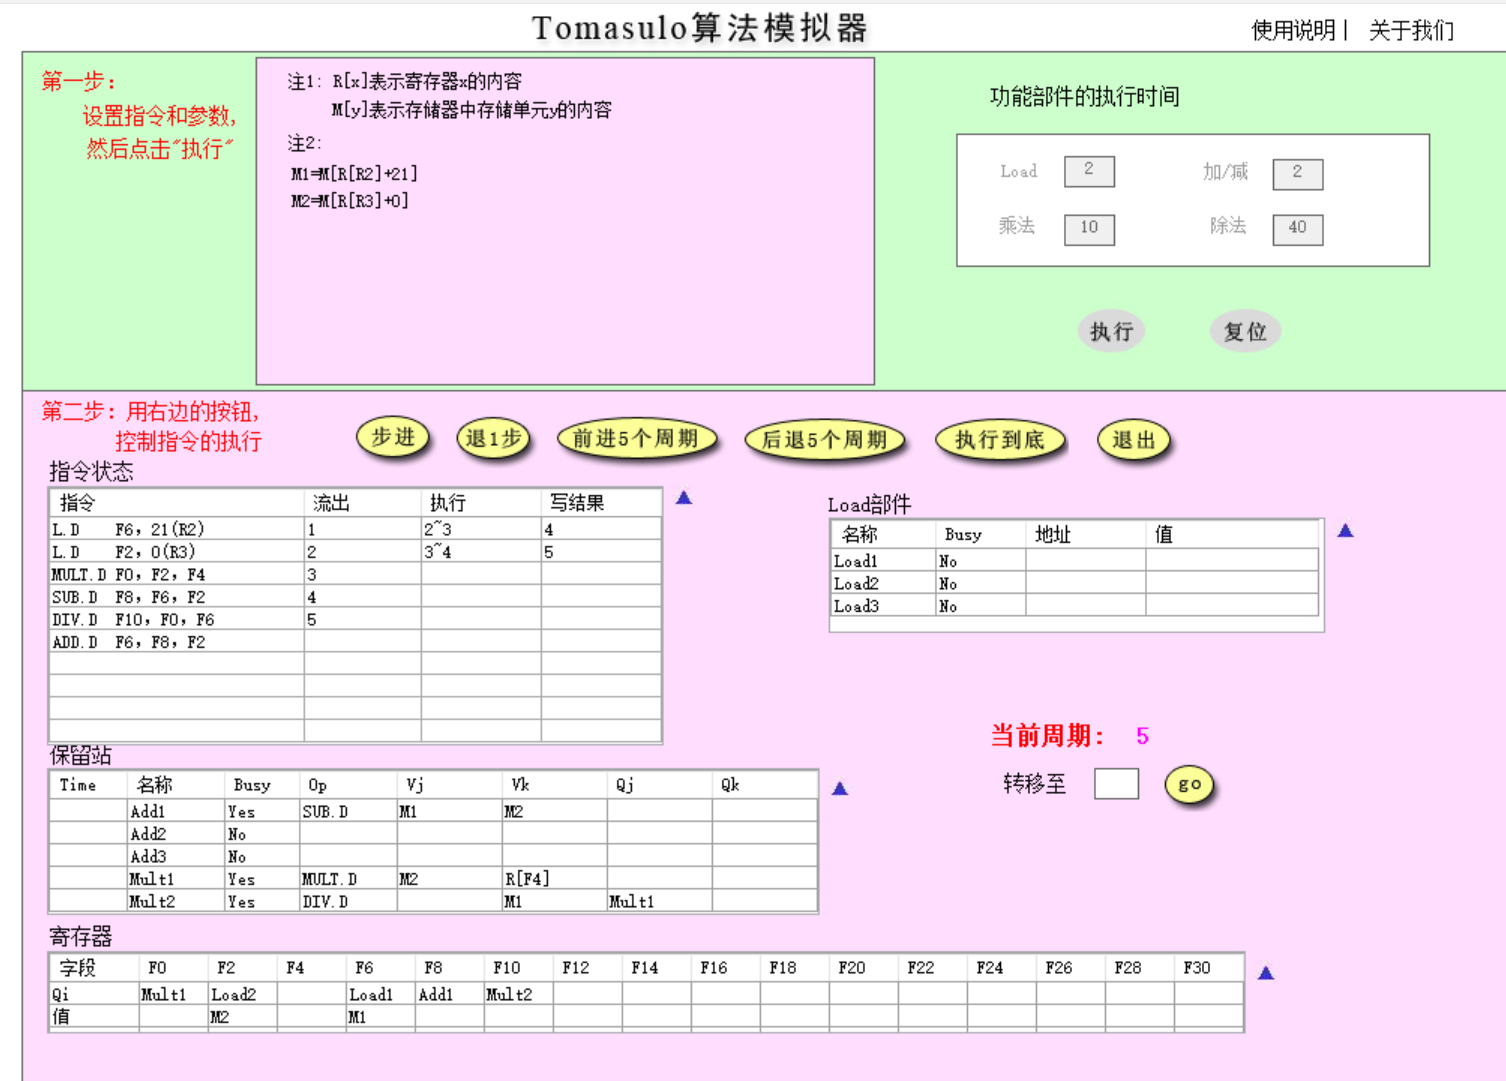 Tomasulo算法模拟器
使用说明 | 关于我们
第一步：
设置指令和参数，
然后点击"执行"
注1: R[x]表示寄存器x的内容
M[y]表示存储器中存储单元y的内容
注2:
M1=M[R[R2]+21]
M2=M[R[R3]+0]
功能部件的执行时间
Load 2 加/减 2
乘法 10 除法 40
执行 复位
第二步：用右边的按钮，
控制指令的执行
步进 退1步 前进5个周期 后退5个周期 执行到底 退出
指令状态
指令 流出 执行 写结果
L.D F6, 21(R2) 1 2~3 4
L.D F2, 0(R3) 2 3~4 5
MULT.D F0, F2, F4 3
SUB.D F8, F6, F2 4
DIV.D F10, F0, F6 5
ADD.D F6, F8, F2
Load部件
名称 Busy 地址 值
Load1 No
Load2 No
Load3 No
当前周期： 5
转移至 go
保留站
Time 名称 Busy Op Vj Vk Qj Qk
Add1 Yes SUB.D M1 M2
Add2 No
Add3 No
Mult1 Yes MULT.D M2 R[F4]
Mult2 Yes DIV.D M1 Mult1
寄存器
字段 F0 F2 F4 F6 F8 F10 F12 F14 F16 F18 F20 F22 F24 F26 F28 F30
Qi Mult1 Load2 Load1 Add1 Mult2
值 M2 M1